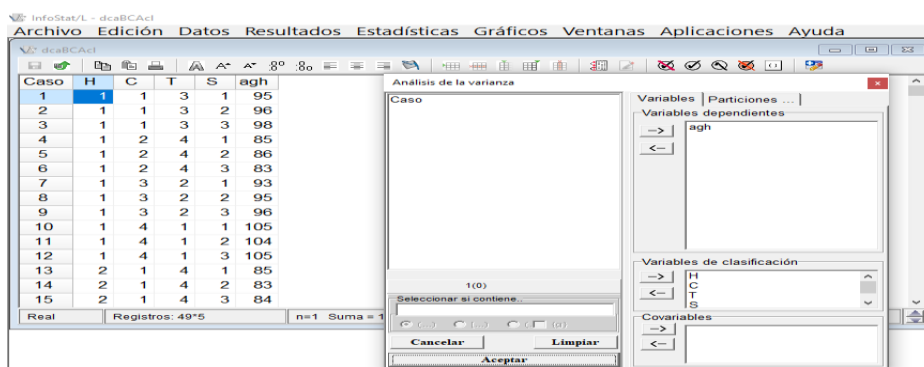 InfoStat/L - dcaBCAcl
Archivo Edición Datos Resultados Estadísticas Gráficos Ventanas Aplicaciones Ayuda
dcaBCAcl
Caso H C T S agh
1 1 1 3 1 95
2 1 1 3 2 96
3 1 1 3 3 98
4 1 2 4 1 85
5 1 2 4 2 86
6 1 2 4 3 83
7 1 3 2 1 93
8 1 3 2 2 95
9 1 3 2 3 96
10 1 4 1 1 105
11 1 4 1 2 104
12 1 4 1 3 105
13 2 1 4 1 85
14 2 1 4 2 83
15 2 1 4 3 84
Real Registros: 49*5 n=1 Suma = 1
Análisis de la varianza
Caso
1(0)
Seleccionar si contiene..
(...) (...) (
Cancelar Limpiar
Aceptar
Variables Particiones ...
Variables dependientes
--> agh
<--
Variables de clasificación
--> H
C
<-- T
S
Covariables
-->
<--